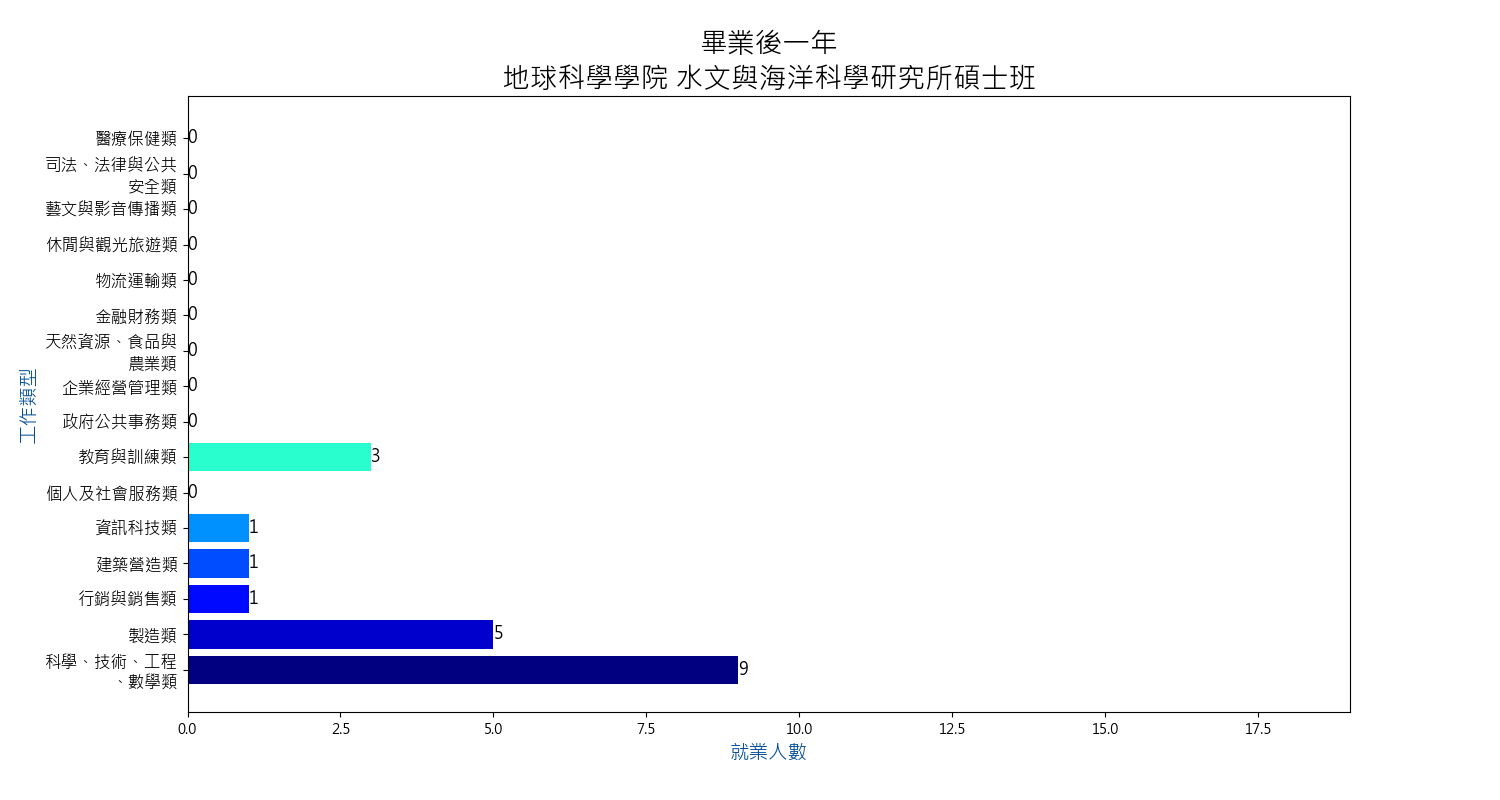 畢業後一年
地球科學學院 水文與海洋科學研究所碩士班
醫療保健類 0
司法、法律與公共
安全類 0
藝文與影音傳播類 0
休閒與觀光旅遊類 0
物流運輸類 0
金融財務類 0
天然資源、食品與
農業類 0
企業經營管理類 0
政府公共事務類 0
教育與訓練類 3
個人及社會服務類 0
資訊科技類 1
建築營造類 1
行銷與銷售類 1
製造類 5
科學、技術、工程
、數學類 9
工作類型
0.0 2.5 5.0 7.5 10.0 12.5 15.0 17.5
就業人數